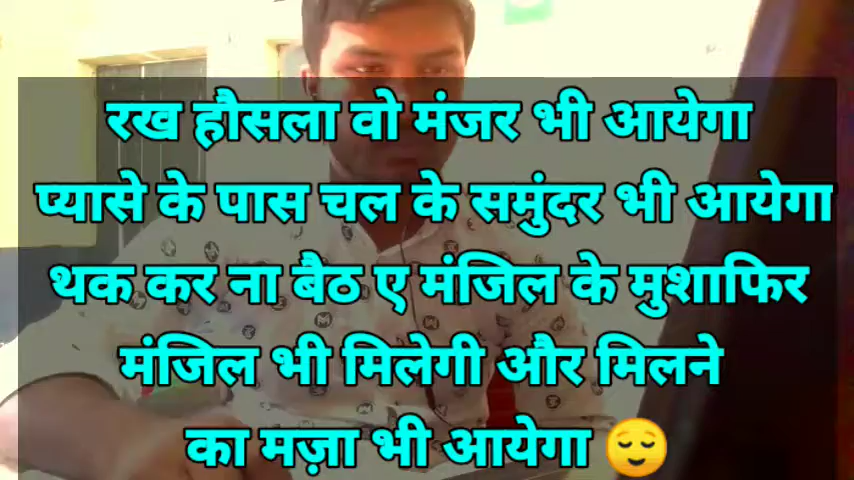 रख हौसला वो मंजर भी आयेगा
प्यासे के पास चल के समुंदर भी आयेगा
थक कर ना बैठ ए मंजिल के मुशाफिर
मंजिल भी मिलेगी और मिलने
का मज़ा भी आयेगा 😌